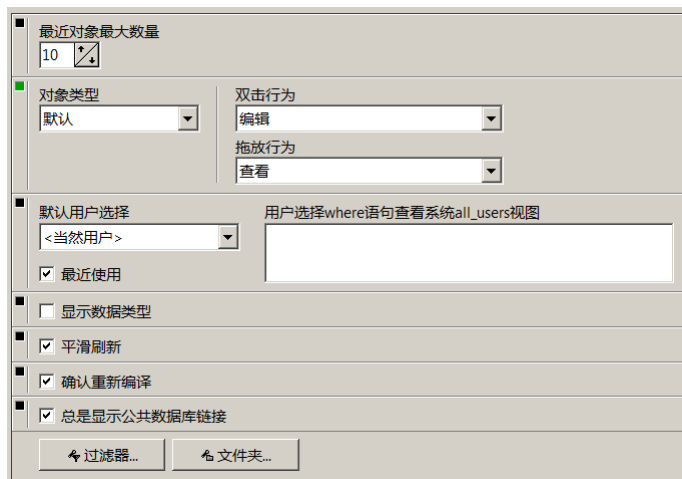 最近对象最大数量
10
对象类型
默认
双击行为
编辑
拖放行为
查看
默认用户选择
<当然用户>
用户选择where语句查看系统all_users视图
最近使用
显示数据类型
平滑刷新
确认重新编译
总是显示公共数据库链接
过滤器...
文件夹...